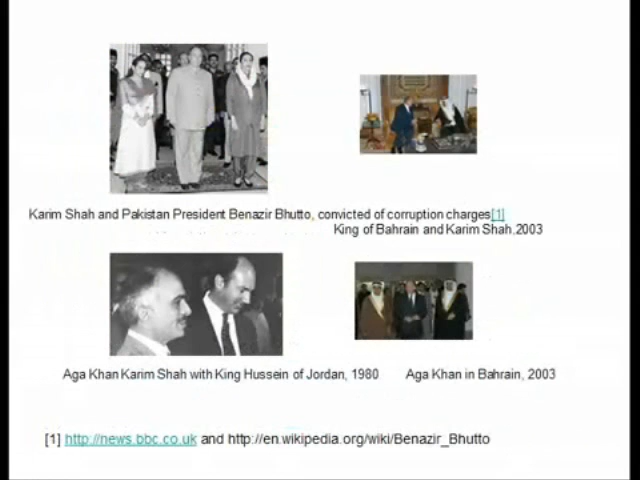 Karim Shah and Pakistan President Benazir Bhutto, convicted of corruption charges[1]
King of Bahrain and Karim Shah,2003
Aga Khan Karim Shah with King Hussein of Jordan, 1980
Aga Khan in Bahrain, 2003
[1] http://news.bbc.co.uk and http://en.wikipedia.org/wiki/Benazir_Bhutto